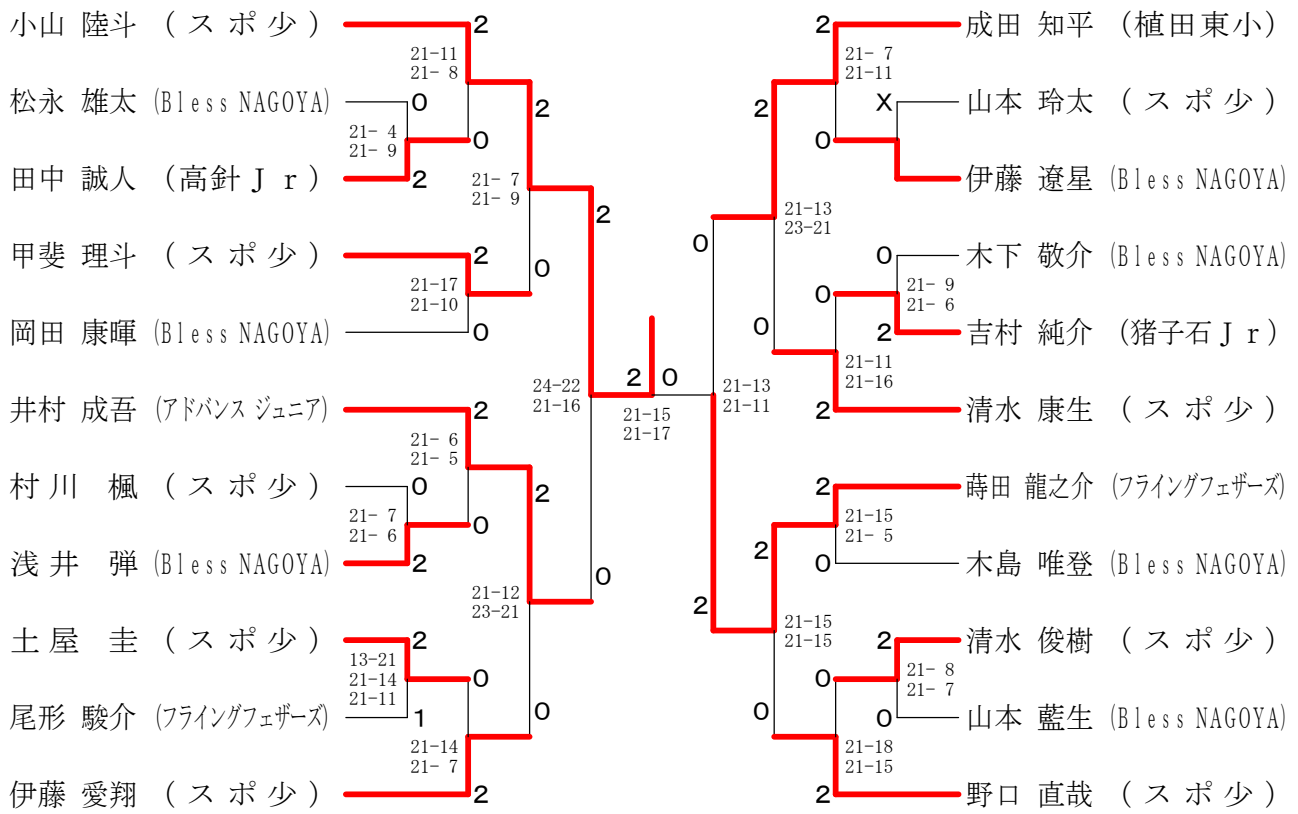 小山 陸斗 (スポ少) 2
21-11
21- 8
松永 雄太 (Bless NAGOYA) 0
21- 4
21- 9
0
2
田中 誠人 (高針Jr) 2
21- 7
21- 9
2
甲斐 理斗 (スポ少) 2
21-17
21-10
0
岡田 康暉 (Bless NAGOYA) 0
24-22
21-16
井村 成吾 (アドバンス ジュニア) 2
21- 6
21- 5
村川 楓 (スポ少) 0
21- 7
21- 6
0
2
浅井 弾 (Bless NAGOYA) 2
21-12
23-21
0
土屋 圭 (スポ少) 2
13-21
21-14
21-11
0
尾形 駿介 (フライングフェザーズ) 1
0
21-14
21- 7
伊藤 愛翔 (スポ少) 2
2 0
21-15
21-17
2 成田 知平 (植田東小)
21- 7
21-11
2
X 山本 玲太 (スポ少)
0
伊藤 遼星 (Bless NAGOYA)
21-13
23-21
0
0 木下 敬介 (Bless NAGOYA)
21- 9
21- 6
0
2 吉村 純介 (猪子石Jr)
0
21-11
21-16
2 清水 康生 (スポ少)
21-13
21-11
2 蒔田 龍之介 (フライングフェザーズ)
21-15
21- 5
2
0 木島 唯登 (Bless NAGOYA)
2
21-15
21-15
2 清水 俊樹 (スポ少)
21- 8
21- 7
0
0 山本 藍生 (Bless NAGOYA)
0
21-18
21-15
2 野口 直哉 (スポ少)